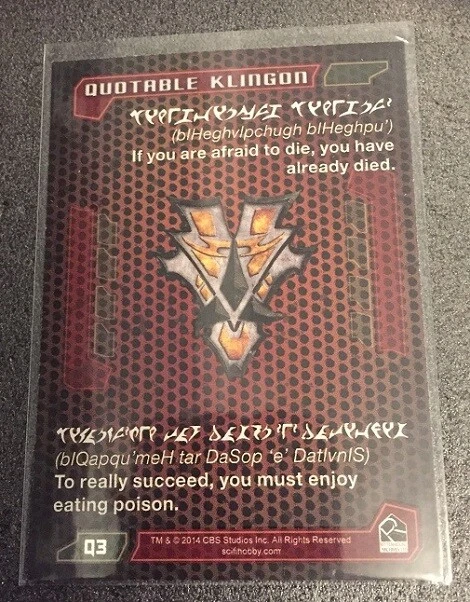 QUOTABLE KLINGON
(bIHeghvIpchugh bIHeghpu’)
If you are afraid to die, you have
already died.
(bIQapqu’meH tar DaSop ‘e’ DatIvnIS)
To really succeed, you must enjoy
eating poison.
Q3
TM & © 2014 CBS Studios Inc. All Rights Reserved
scifihobby.com